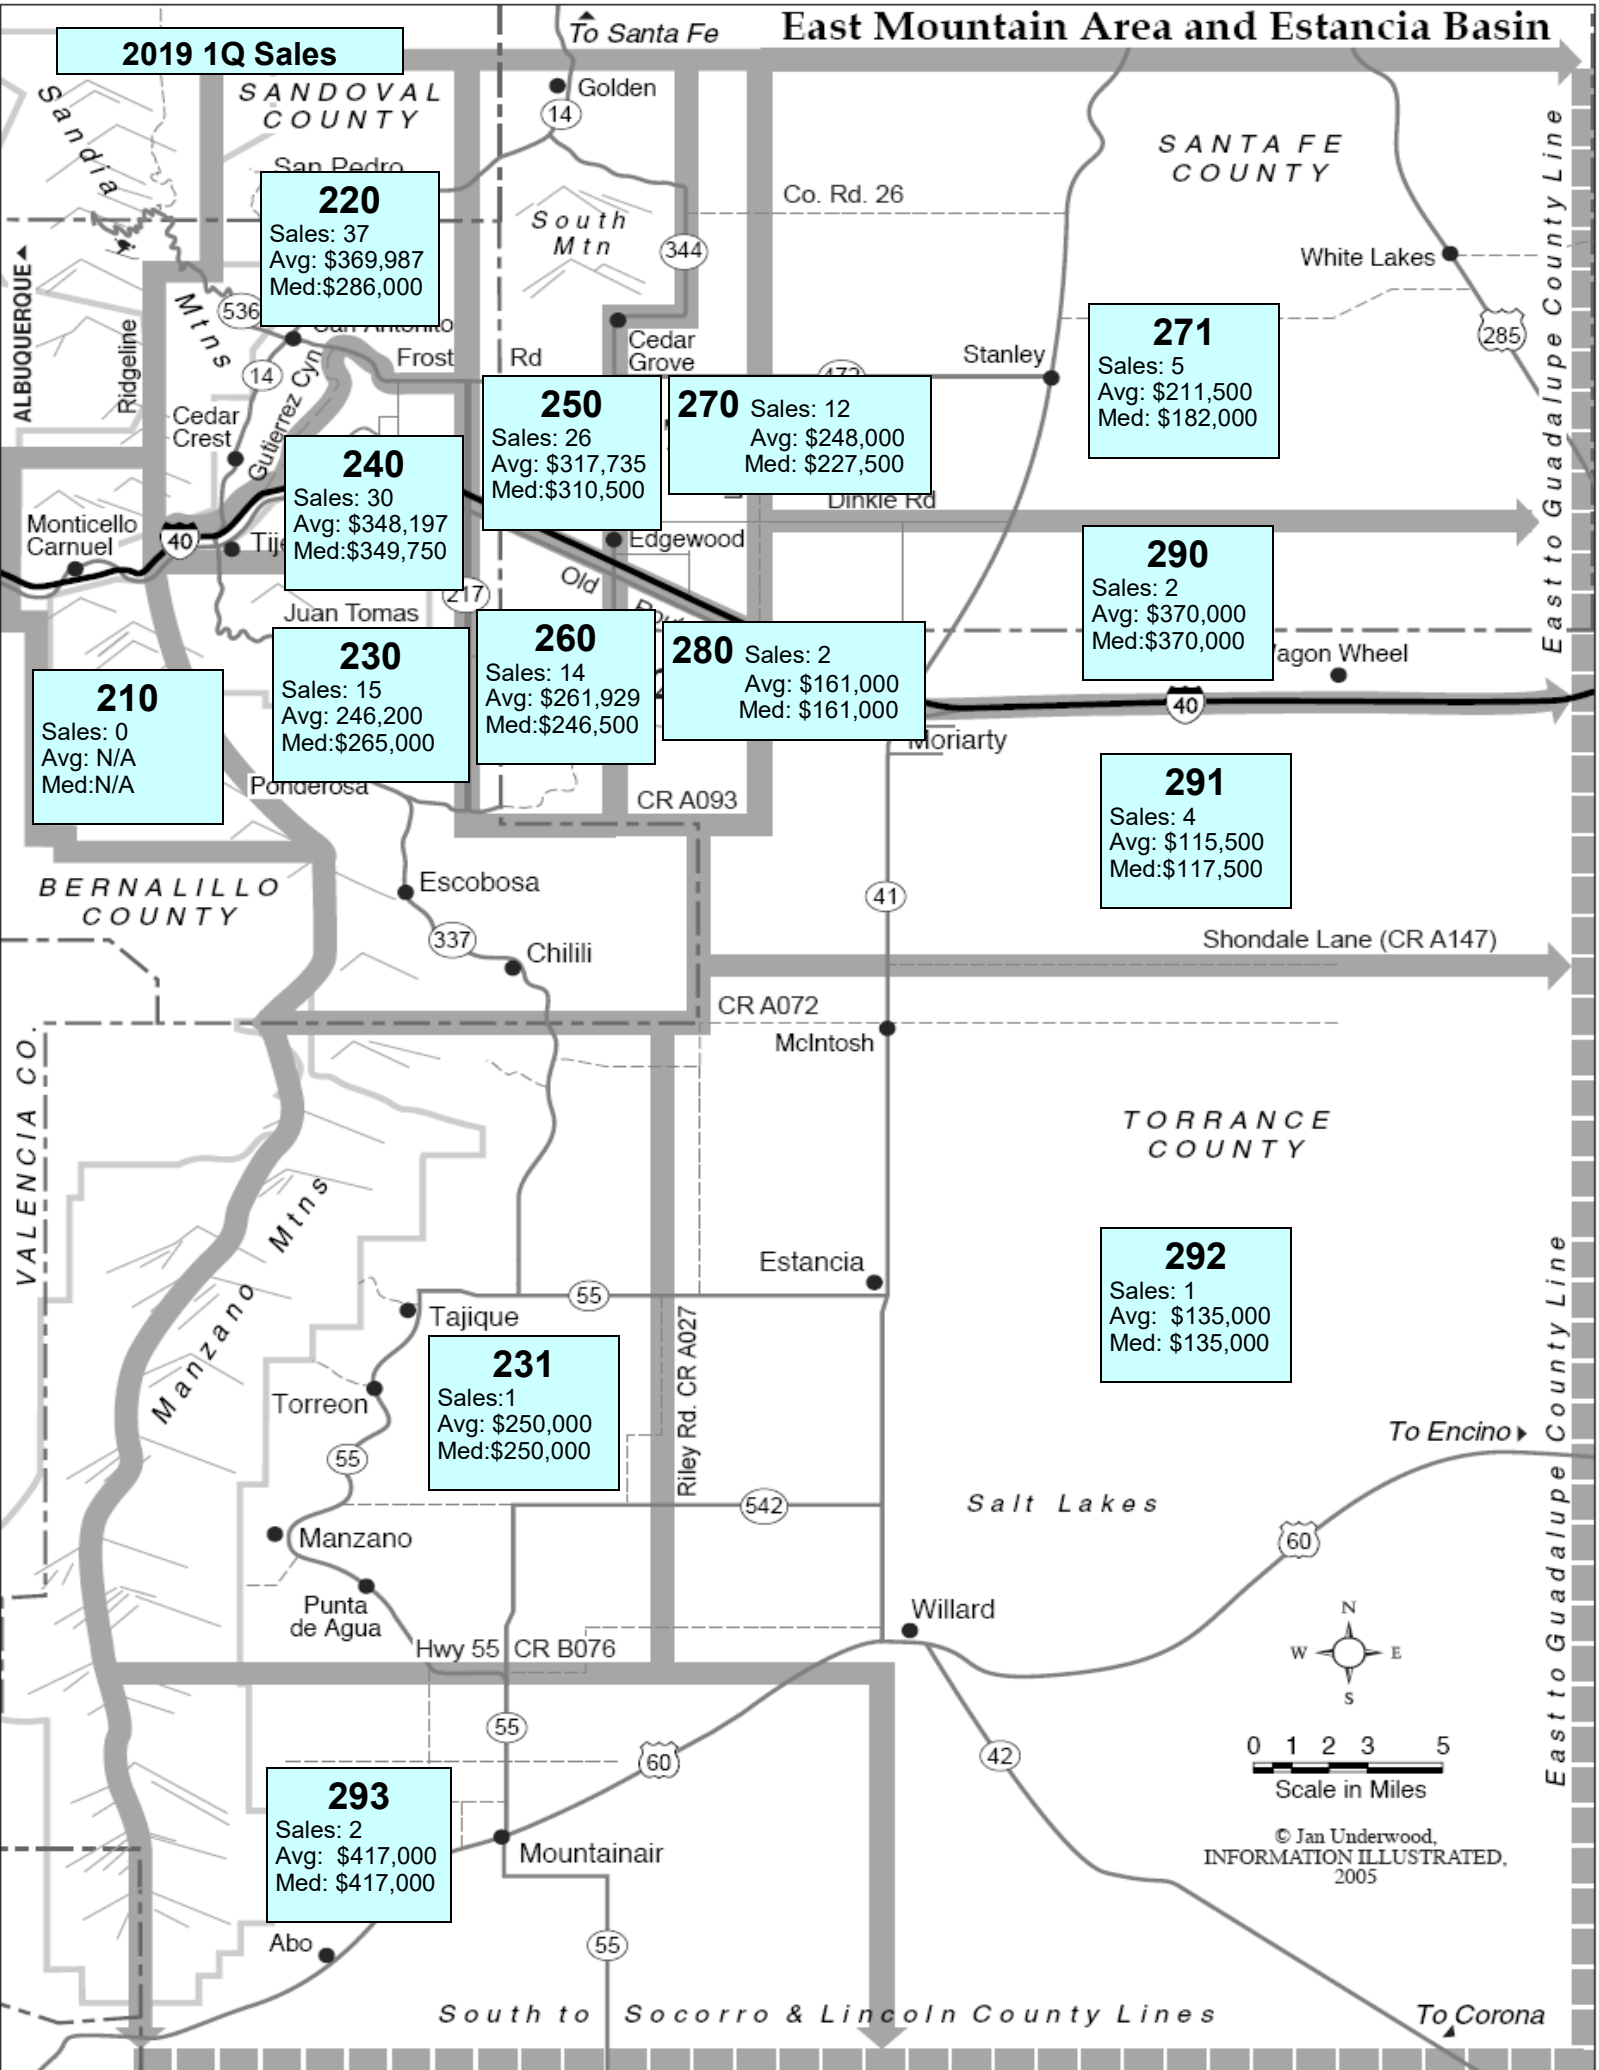 East Mountain Area and Estancia Basin
To Santa Fe
2019 1Q Sales
Golden
14
SANDOVAL
COUNTY
Sandia
Mtns
SANTA FE
COUNTY
San Pedro
220
Sales: 37
Avg: $369,987
Med:$286,000
South
Mtn
Co. Rd. 26
344
White Lakes
285
East to Guadalupe County Line
ALBUQUERQUE
Ridgeline
536
San Antonito
14
Frost
Rd
Cedar
Grove
472
Stanley
271
Sales: 5
Avg: $211,500
Med: $182,000
Cedar
Crest
Gutierrez Cyn
240
Sales: 30
Avg: $348,197
Med:$349,750
250
Sales: 26
Avg: $317,735
Med:$310,500
270 Sales: 12
Avg: $248,000
Med: $227,500
Dinkle Rd
Monticello
Carnuel
40
Tije
Edgewood
Old
217
Juan Tomas
290
Sales: 2
Avg: $370,000
Med:$370,000
agon Wheel
210
Sales: 0
Avg: N/A
Med:N/A
230
Sales: 15
Avg: 246,200
Med:$265,000
260
Sales: 14
Avg: $261,929
Med:$246,500
280 Sales: 2
Avg: $161,000
Med: $161,000
40
Moriarty
Ponderosa
CR A093
291
Sales: 4
Avg: $115,500
Med:$117,500
BERNALILLO
COUNTY
Escobosa
41
337
Chilili
Shondale Lane (CR A147)
CR A072
McIntosh
VALENCIA CO.
TORRANCE
COUNTY
Manzano Mtns
Estancia
55
Tajique
292
Sales: 1
Avg: $135,000
Med: $135,000
East to Guadalupe County Line
231
Sales:1
Avg: $250,000
Med:$250,000
Riley Rd. CR A027
Torreon
55
To Encino
Salt Lakes
542
60
Manzano
Punta
de Agua
Willard
Hwy 55
CR B076
N
W
E
S
55
60
42
0 1 2 3 5
Scale in Miles
293
Sales: 2
Avg: $417,000
Med: $417,000
Mountainair
© Jan Underwood,
INFORMATION ILLUSTRATED,
2005
Abo
55
South to Socorro & Lincoln County Lines
To Corona